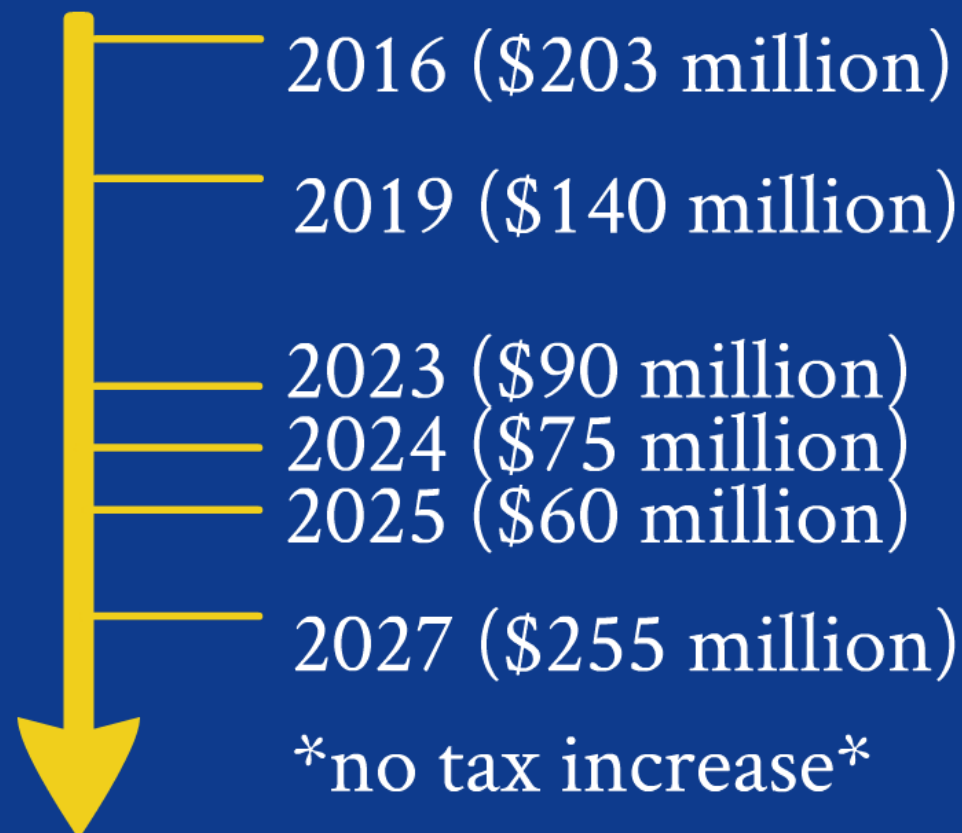 2016 ($203 million)
2019 ($140 million)
2023 ($90 million)
2024 ($75 million)
2025 ($60 million)
2027 ($255 million)
*no tax increase*